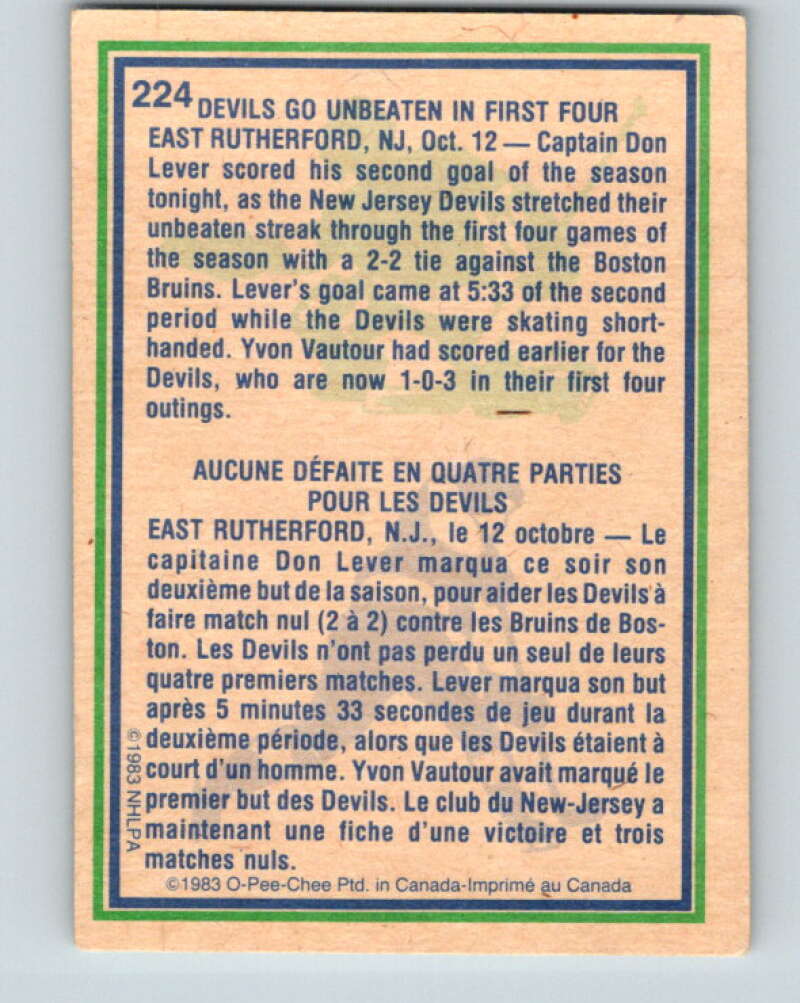 224 DEVILS GO UNBEATEN IN FIRST FOUR
EAST RUTHERFORD, NJ, Oct. 12 — Captain Don
Lever scored his second goal of the season
tonight, as the New Jersey Devils stretched their
unbeaten streak through the first four games of
the season with a 2-2 tie against the Boston
Bruins. Lever's goal came at 5:33 of the second
period while the Devils were skating short-
handed. Yvon Vautour had scored earlier for the
Devils, who are now 1-0-3 in their first four
outings.
AUCUNE DÉFAITE EN QUATRE PARTIES
POUR LES DEVILS
EAST RUTHERFORD, N.J., le 12 octobre — Le
capitaine Don Lever marqua ce soir son
deuxième but de la saison, pour aider les Devils à
faire match nul (2 à 2) contre les Bruins de Bos-
ton. Les Devils n'ont pas perdu un seul de leurs
quatre premiers matches. Lever marqua son but
après 5 minutes 33 secondes de jeu durant la
deuxième période, alors que les Devils étaient à
court d'un homme. Yvon Vautour avait marqué le
premier but des Devils. Le club du New-Jersey a
maintenant une fiche d'une victoire et trois
matches nuls.
©1983 NHLPA
©1983 O-Pee-Chee Ptd. in Canada-Imprimé au Canada